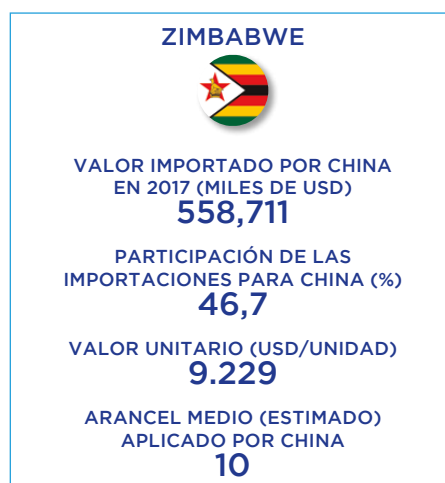 ZIMBABWE
VALOR IMPORTADO POR CHINA
EN 2017 (MILES DE USD)
558,711
PARTICIPACIÓN DE LAS
IMPORTACIONES PARA CHINA (%)
46,7
VALOR UNITARIO (USD/UNIDAD)
9.229
ARANCEL MEDIO (ESTIMADO)
APLICADO POR CHINA
10